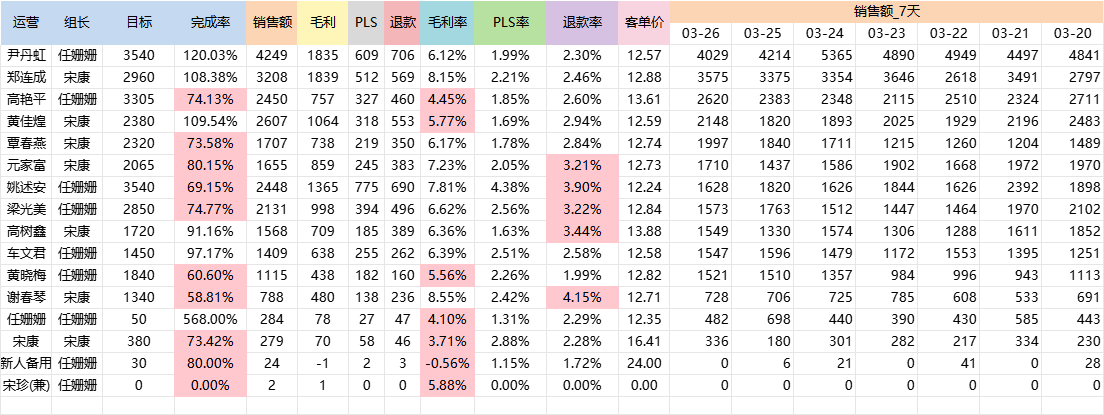 运营 组长 目标 完成率 销售额 毛利 PLS 退款 毛利率 PLS率 退款率 客单价 销售额_7天
03-26 03-25 03-24 03-23 03-22 03-21 03-20
尹丹虹 任姗姗 3540 120.03% 4249 1835 609 706 6.12% 1.99% 2.30% 12.57 4029 4214 5365 4890 4949 4497 4841
郑连成 宋康 2960 108.38% 3208 1839 512 569 8.15% 2.21% 2.46% 12.88 3575 3375 3354 3646 2618 3491 2797
高艳平 任姗姗 3305 74.13% 2450 757 327 460 4.45% 1.85% 2.60% 13.61 2620 2383 2348 2115 2510 2324 2711
黄佳煌 宋康 2380 109.54% 2607 1064 318 553 5.77% 1.69% 2.94% 12.59 2148 1820 1893 2025 1929 2196 2483
覃春燕 宋康 2320 73.58% 1707 738 219 350 6.17% 1.78% 2.84% 12.74 1997 1840 1711 1215 1260 1204 1489
元家富 宋康 2065 80.15% 1655 859 245 383 7.23% 2.05% 3.21% 12.73 1710 1437 1586 1902 1668 1972 1970
姚述安 任姗姗 3540 69.15% 2448 1365 775 690 7.81% 4.38% 3.90% 12.24 1628 1820 1626 1844 1626 2392 1898
梁光美 任姗姗 2850 74.77% 2131 998 394 496 6.62% 2.56% 3.22% 12.84 1573 1763 1512 1447 1464 1970 2102
高树鑫 宋康 1720 91.16% 1568 709 185 389 6.36% 1.63% 3.44% 13.88 1549 1330 1574 1306 1288 1611 1852
车文君 任姗姗 1450 97.17% 1409 638 255 262 6.39% 2.51% 2.58% 12.58 1547 1596 1479 1172 1553 1395 1251
黄晓梅 任姗姗 1840 60.60% 1115 438 182 160 5.56% 2.26% 1.99% 12.82 1521 1510 1357 984 996 943 1113
谢春琴 宋康 1340 58.81% 788 480 138 236 8.55% 2.42% 4.15% 12.71 728 706 725 785 608 533 691
任姗姗 任姗姗 50 568.00% 284 78 27 47 4.10% 1.31% 2.29% 12.35 482 698 440 390 430 585 443
宋康 宋康 380 73.42% 279 70 58 46 3.71% 2.88% 2.28% 16.41 336 180 301 282 217 334 230
新人备用 任姗姗 30 80.00% 24 -1 2 3 -0.56% 1.15% 1.72% 24.00 0 6 21 0 41 0 28
宋珍(兼) 任姗姗 0 0.00% 2 1 0 0 5.88% 0.00% 0.00% 0.00 0 0 0 0 0 0 0